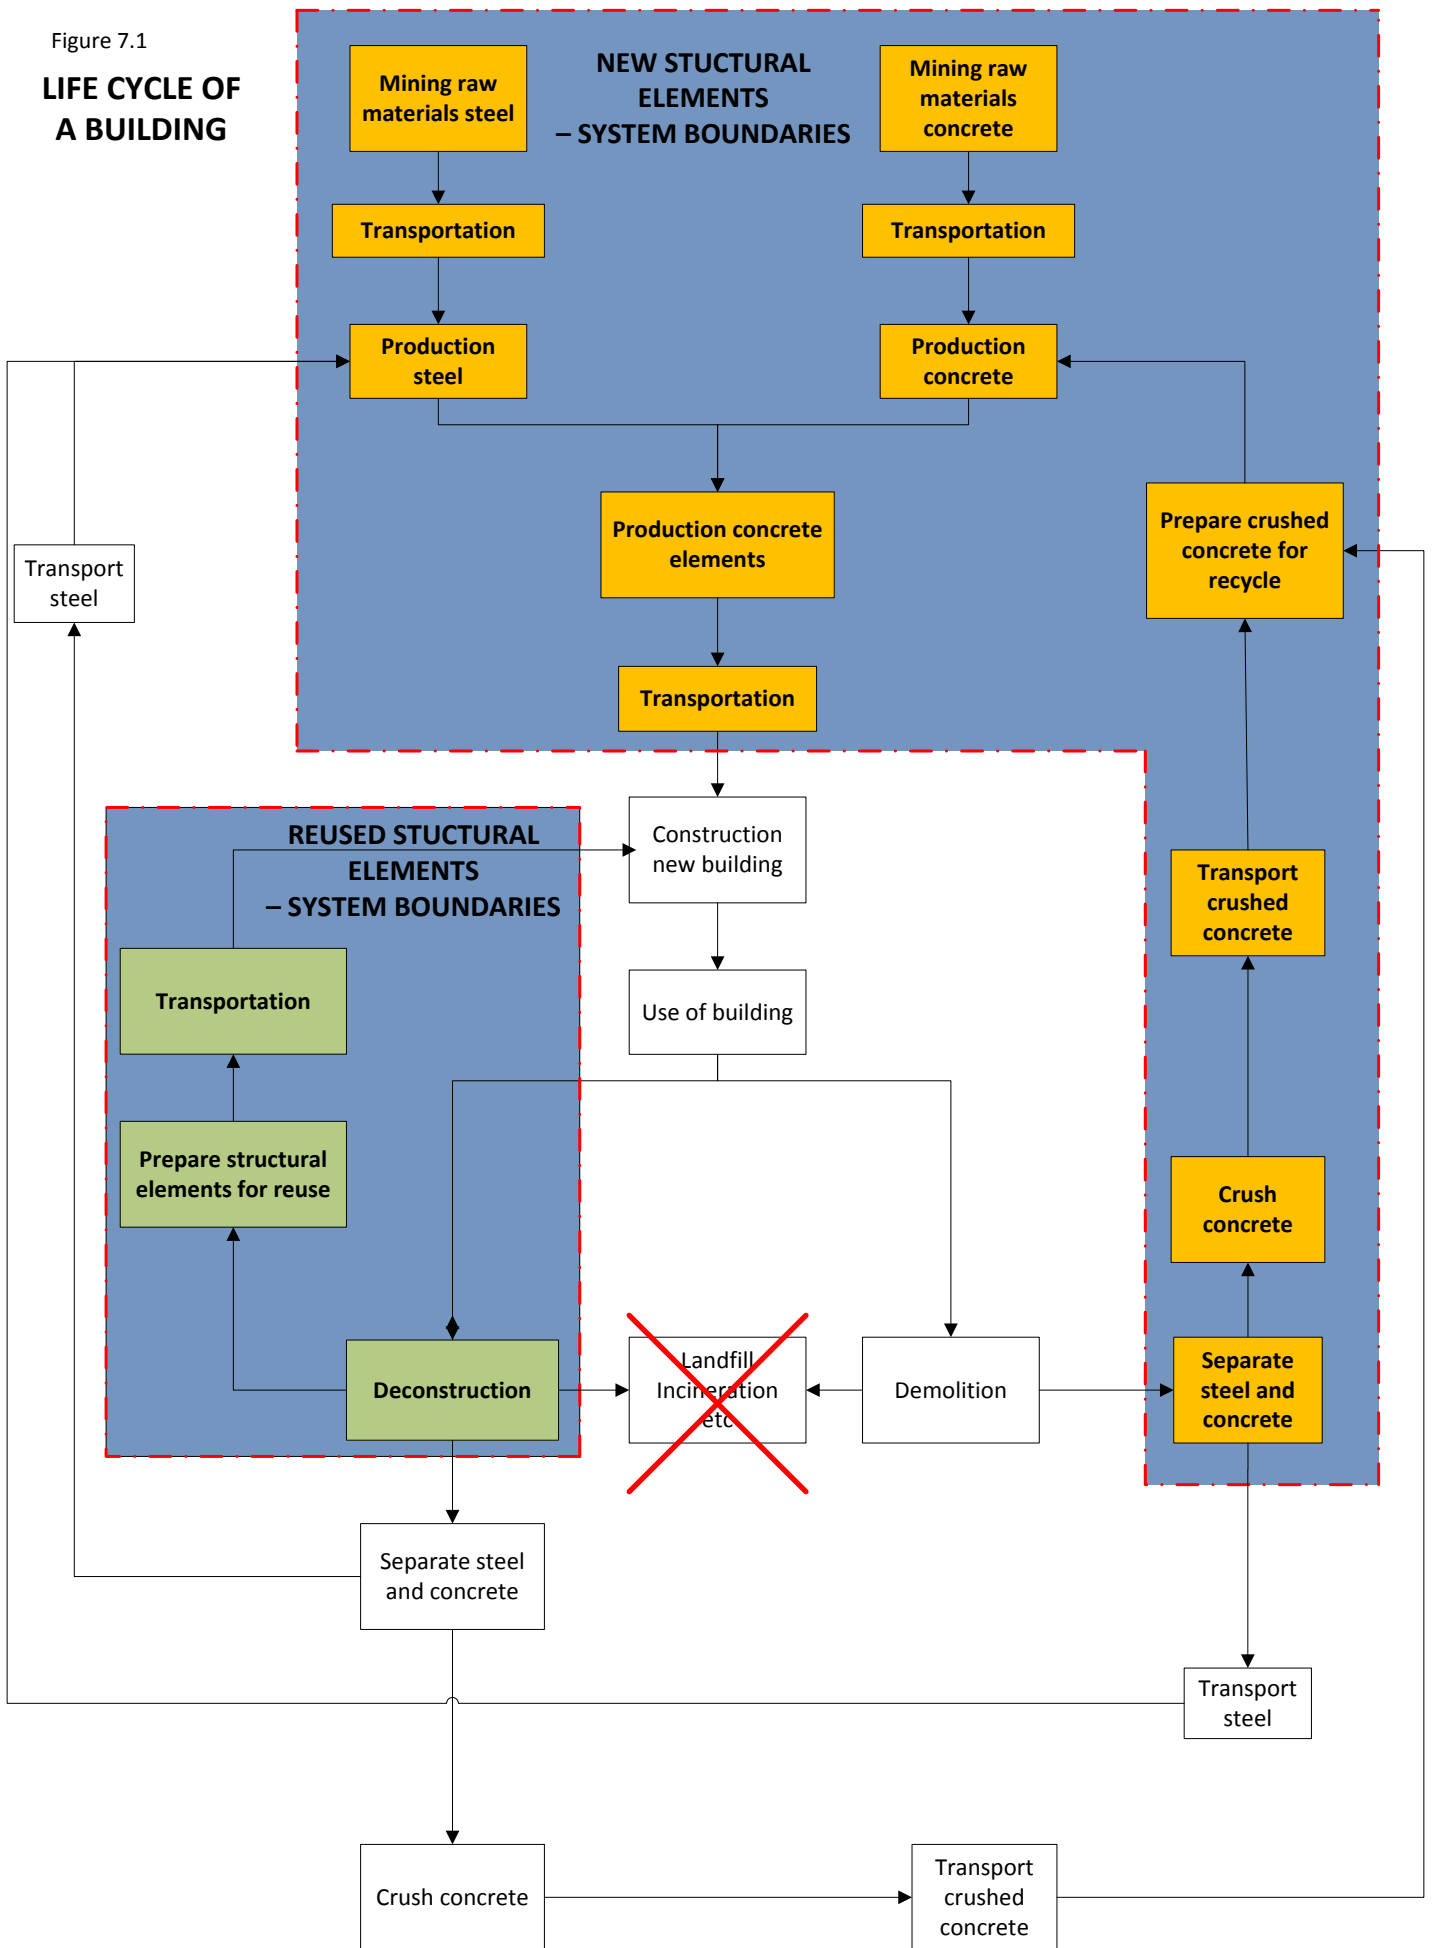 Figure 7.1
LIFE CYCLE OF
A BUILDING
NEW STUCTURAL
ELEMENTS
– SYSTEM BOUNDARIES
Mining raw
materials steel
Mining raw
materials
concrete
Transportation
Transportation
Production
steel
Production
concrete
Production concrete
elements
Prepare crushed
concrete for
recycle
Transport
steel
Transportation
Construction
new building
REUSED STUCTURAL
ELEMENTS
– SYSTEM BOUNDARIES
Transport
crushed
concrete
Transportation
Use of building
Prepare structural
elements for reuse
Crush
concrete
Deconstruction
Landfill
Incineration
etc
Demolition
Separate
steel and
concrete
Separate steel
and concrete
Transport
steel
Crush concrete
Transport
crushed
concrete